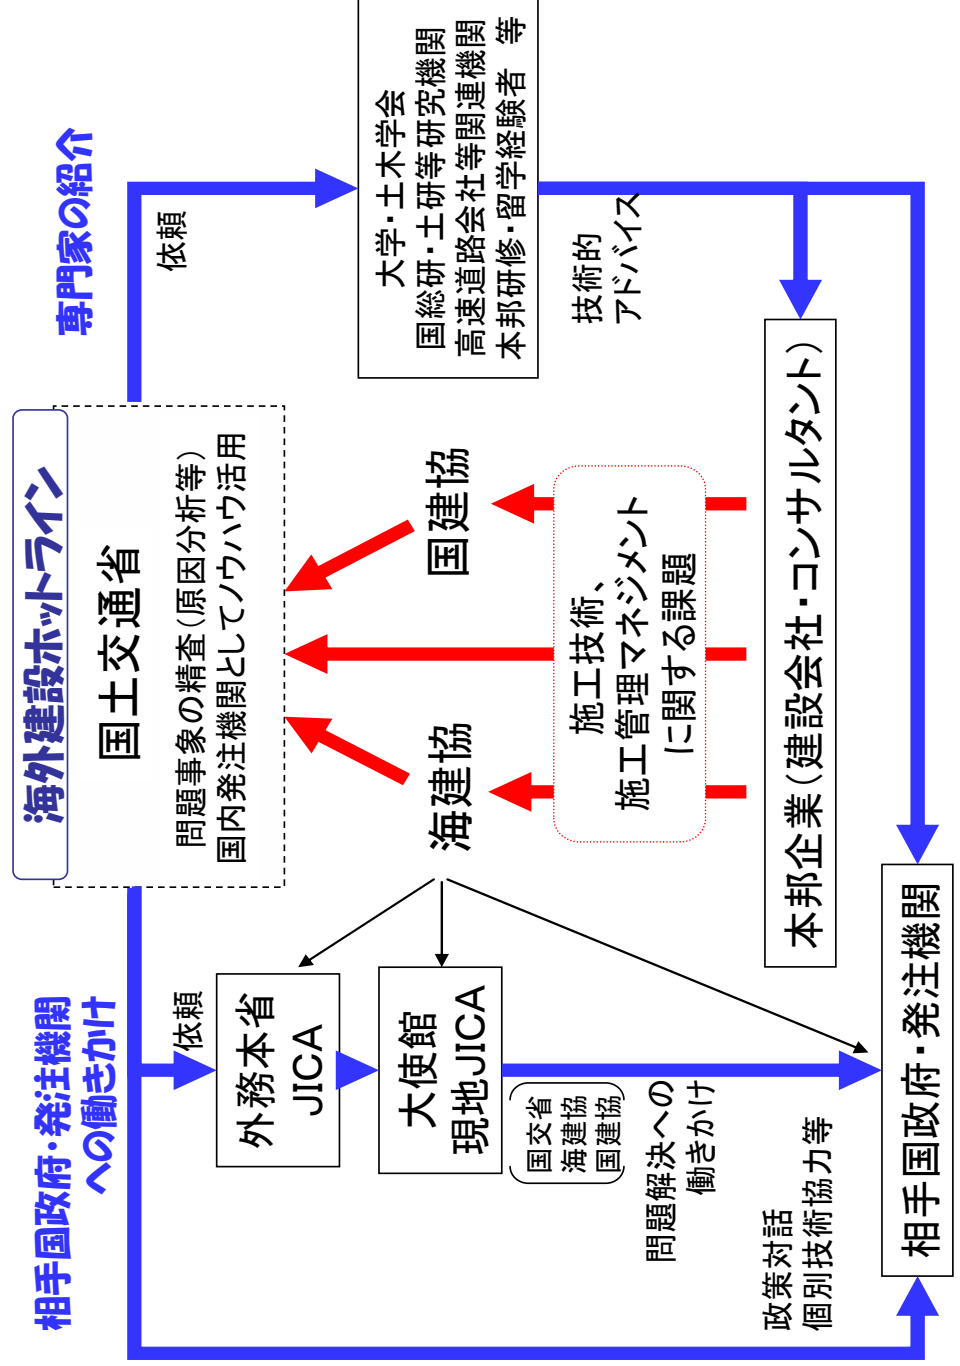 海外建設ホットライン
国土交通省
問題事象の精査(原因分析等)
国内発注機関としてノウハウ活用
相手国政府・発注機関
への働きかけ
専門家の紹介
依頼
依頼
外務本省
JICA
大使館
現地JICA
国交省
海建協
国建協
問題解決への
働きかけ
政策対話
個別技術協力等
海建協
国建協
施工技術、
施工管理マネジメント
に関する課題
大学・土木学会
国総研・土研等研究機関
高速道路会社等関連機関
本邦研修・留学経験者 等
技術的
アドバイス
本邦企業(建設会社・コンサルタント)
相手国政府・発注機関